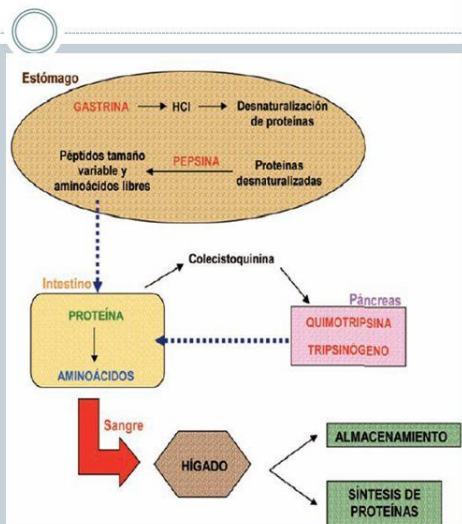 Estómago
GASTRINA
HCl
Desnaturalización
de proteínas
Péptidos tamaño
variable y
aminoácidos libres
PEPSINA
Proteínas
desnaturalizadas
Colecistoquinina
Intestino
PROTEÍNA
AMINOÁCIDOS
Páncreas
QUIMOTRIPSINA
TRIPSINÓGENO
Sangre
HÍGADO
ALMACENAMIENTO
SÍNTESIS DE
PROTEÍNAS